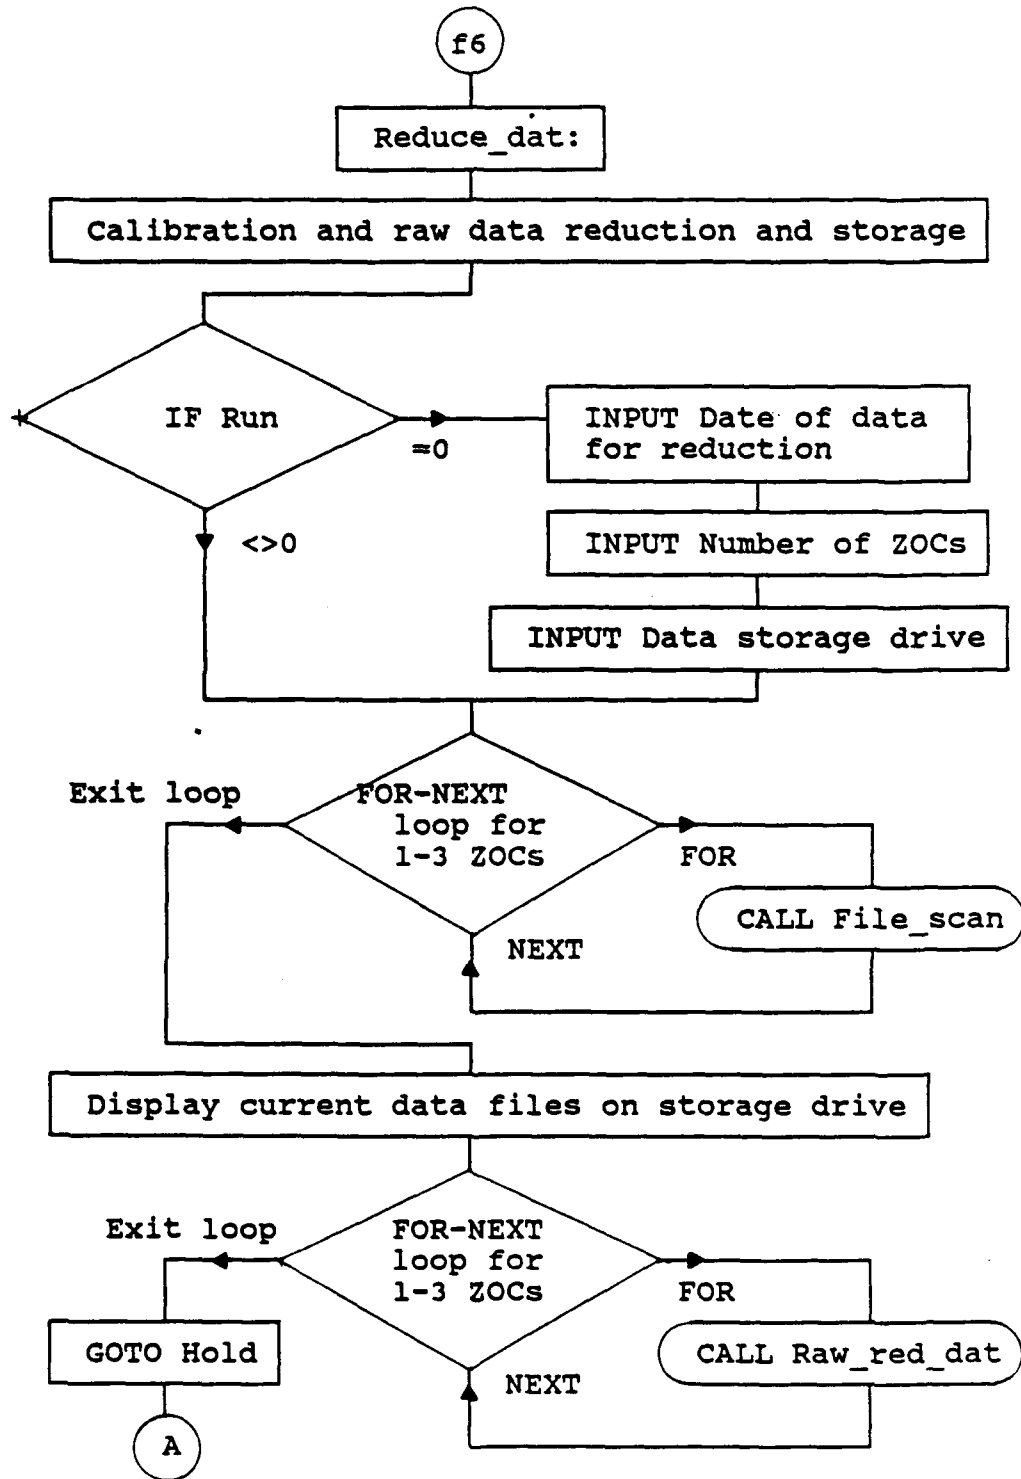 f6
Reduce_dat:
Calibration and raw data reduction and storage
IF Run
=0
<>0
INPUT Date of data
for reduction
INPUT Number of ZOCs
INPUT Data storage drive
Exit loop
FOR-NEXT
loop for
1-3 ZOCs
FOR
CALL File_scan
NEXT
Display current data files on storage drive
Exit loop
FOR-NEXT
loop for
1-3 ZOCs
FOR
GOTO Hold
CALL Raw_red_dat
NEXT
A